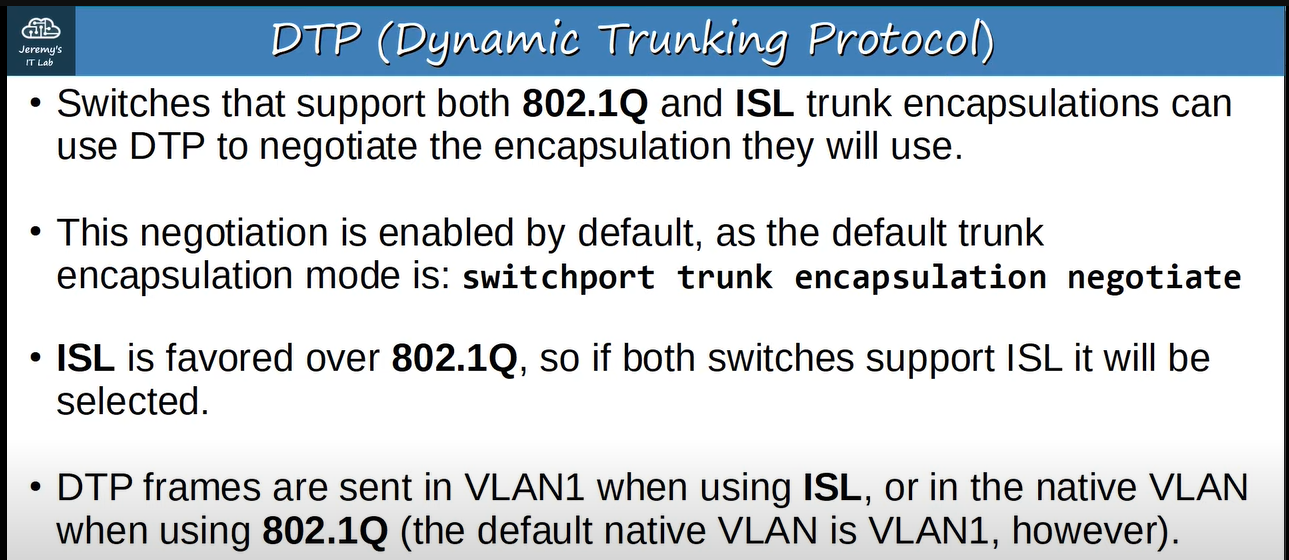 Jeremy's
IT Lab
DTP (Dynamic Trunking Protocol)
• Switches that support both 802.1Q and ISL trunk encapsulations can
use DTP to negotiate the encapsulation they will use.
• This negotiation is enabled by default, as the default trunk
encapsulation mode is: switchport trunk encapsulation negotiate
• ISL is favored over 802.1Q, so if both switches support ISL it will be
selected.
• DTP frames are sent in VLAN1 when using ISL, or in the native VLAN
when using 802.1Q (the default native VLAN is VLAN1, however).